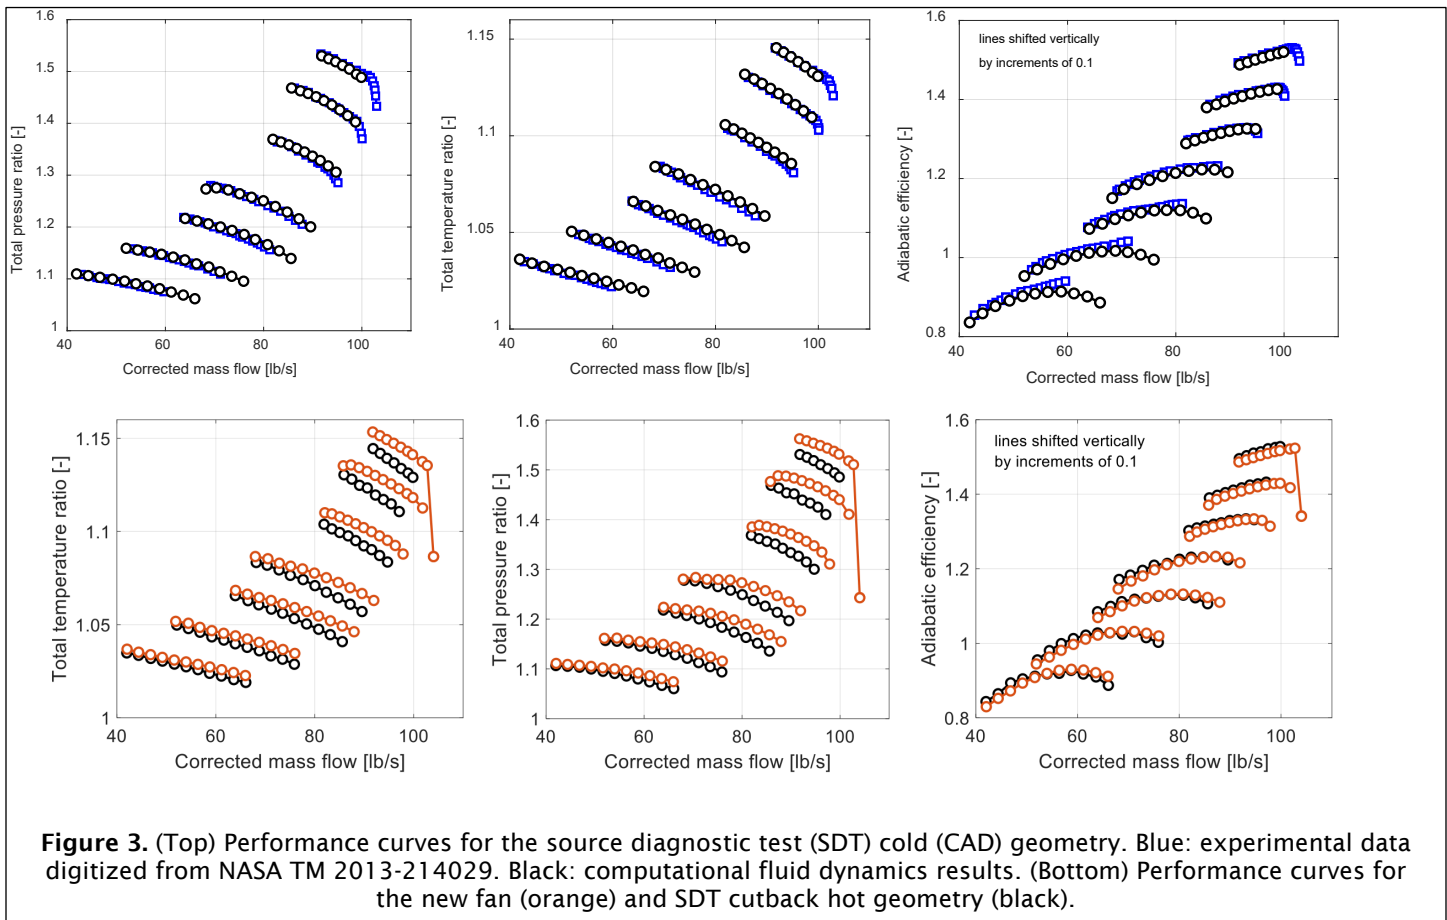 1.6
1.5
1.4
1.3
1.2
1.1
1
40 60 80 100
Total pressure ratio [-]
Corrected mass flow [lb/s]
1.15
1.1
1.05
1
40 60 80 100
Total temperature ratio [-]
Corrected mass flow [lb/s]
1.6
1.4
1.2
1
0.8
40 60 80 100
Adiabatic efficiency [-]
lines shifted vertically
by increments of 0.1
Corrected mass flow [lb/s]
1.15
1.1
1.05
1
40 60 80 100
Total temperature ratio [-]
Corrected mass flow [lb/s]
1.6
1.5
1.4
1.3
1.2
1.1
1
40 60 80 100
Total pressure ratio [-]
Corrected mass flow [lb/s]
1.6
1.4
1.2
1
0.8
40 60 80 100
Adiabatic efficiency [-]
lines shifted vertically
by increments of 0.1
Corrected mass flow [lb/s]
Figure 3. (Top) Performance curves for the source diagnostic test (SDT) cold (CAD) geometry. Blue: experimental data
digitized from NASA TM 2013-214029. Black: computational fluid dynamics results. (Bottom) Performance curves for
the new fan (orange) and SDT cutback hot geometry (black).